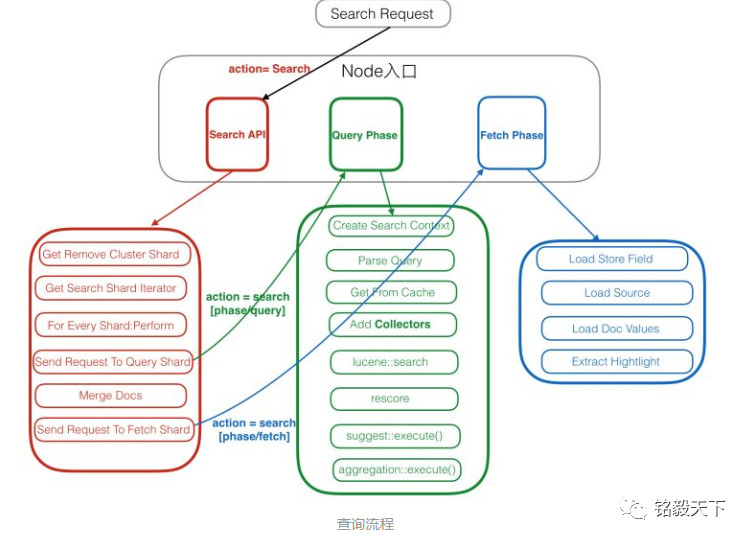 Search Request
Node入口
action= Search
Search API
Query Phase
Fetch Phase
Get Remove Cluster Shard
Get Search Shard Iterator
For Every Shard:Perform
Send Request To Query Shard
Merge Docs
Send Request To Fetch Shard
action = search
[phase/query]
action = search
[phase/fetch]
Create Search Context
Parse Query
Get From Cache
Add Collectors
lucene::search
rescore
suggest::execute()
aggregation::execute()
Load Store Field
Load Source
Load Doc Values
Extract Hightlight
铭毅天下
查询流程